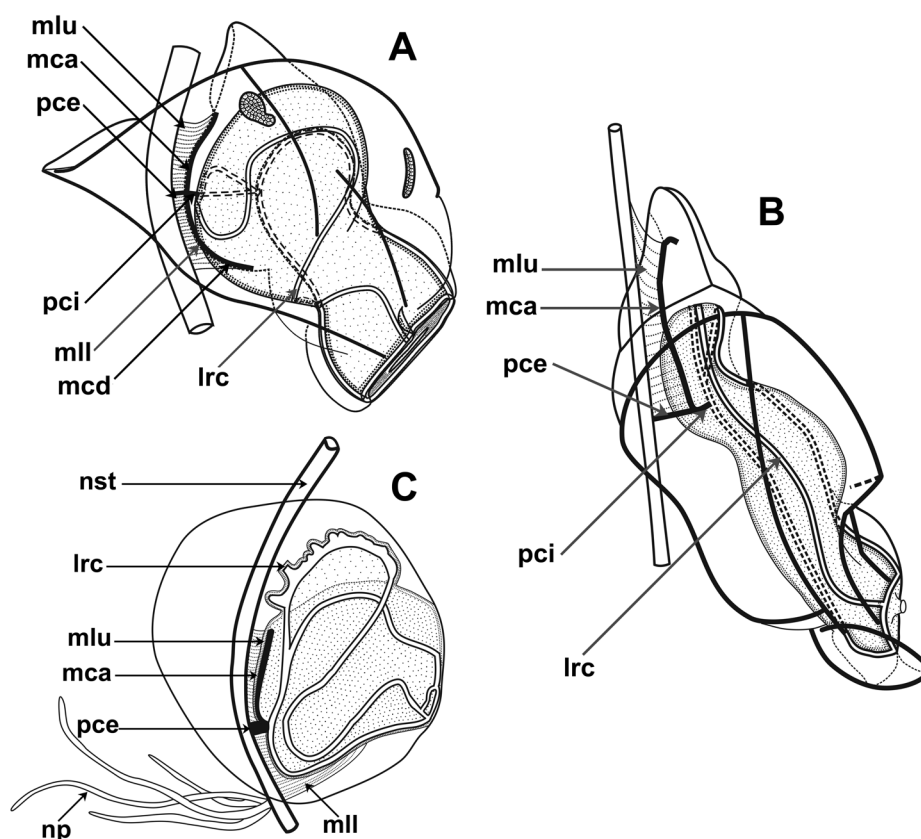 A
mlu
mca
pce
pci
mll
mcd
lrc
B
mlu
mca
pce
pci
lrc
C
nst
lrc
mlu
mca
pce
np
mll